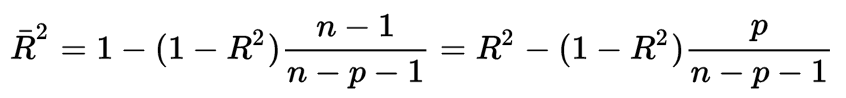 R̄² = 1 − (1 − R²) (n − 1)/(n − p − 1) = R² − (1 − R²) p/(n − p − 1)